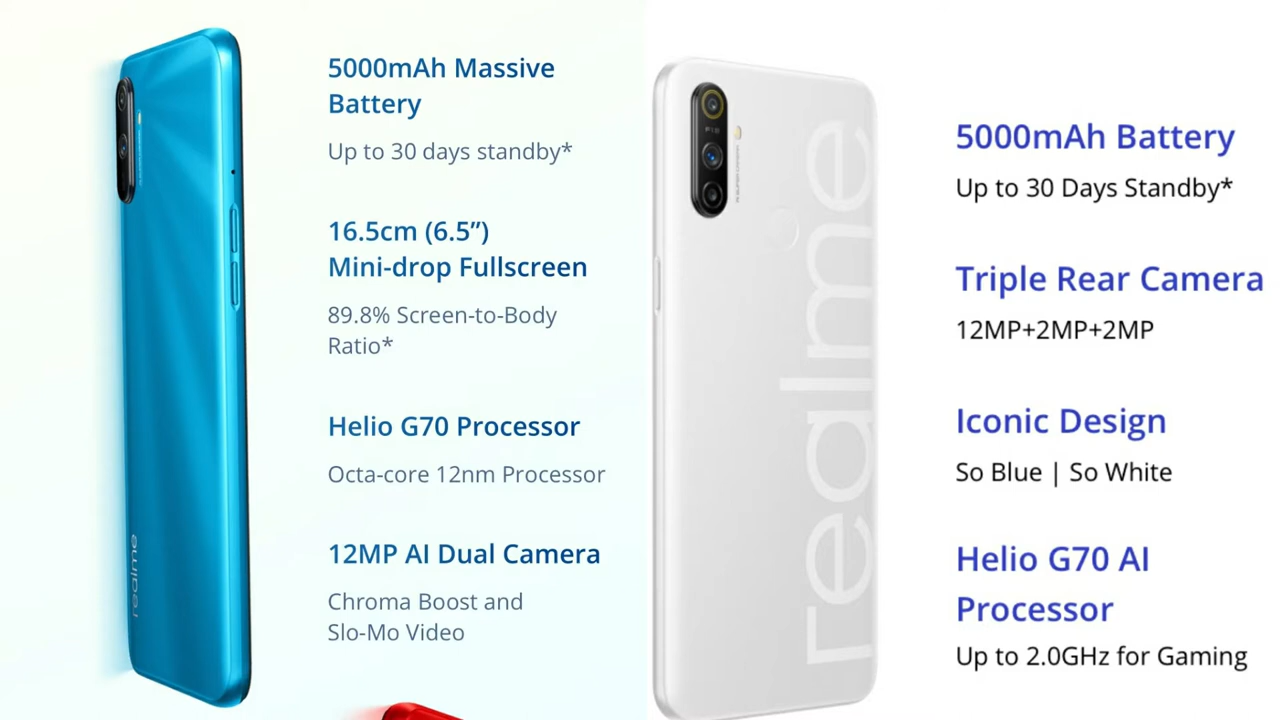 5000mAh Massive
Battery
Up to 30 days standby*
16.5cm (6.5”)
Mini-drop Fullscreen
89.8% Screen-to-Body
Ratio*
Helio G70 Processor
Octa-core 12nm Processor
12MP AI Dual Camera
Chroma Boost and
Slo-Mo Video
realme
realme
5000mAh Battery
Up to 30 Days Standby*
Triple Rear Camera
12MP+2MP+2MP
Iconic Design
So Blue | So White
Helio G70 AI
Processor
Up to 2.0GHz for Gaming